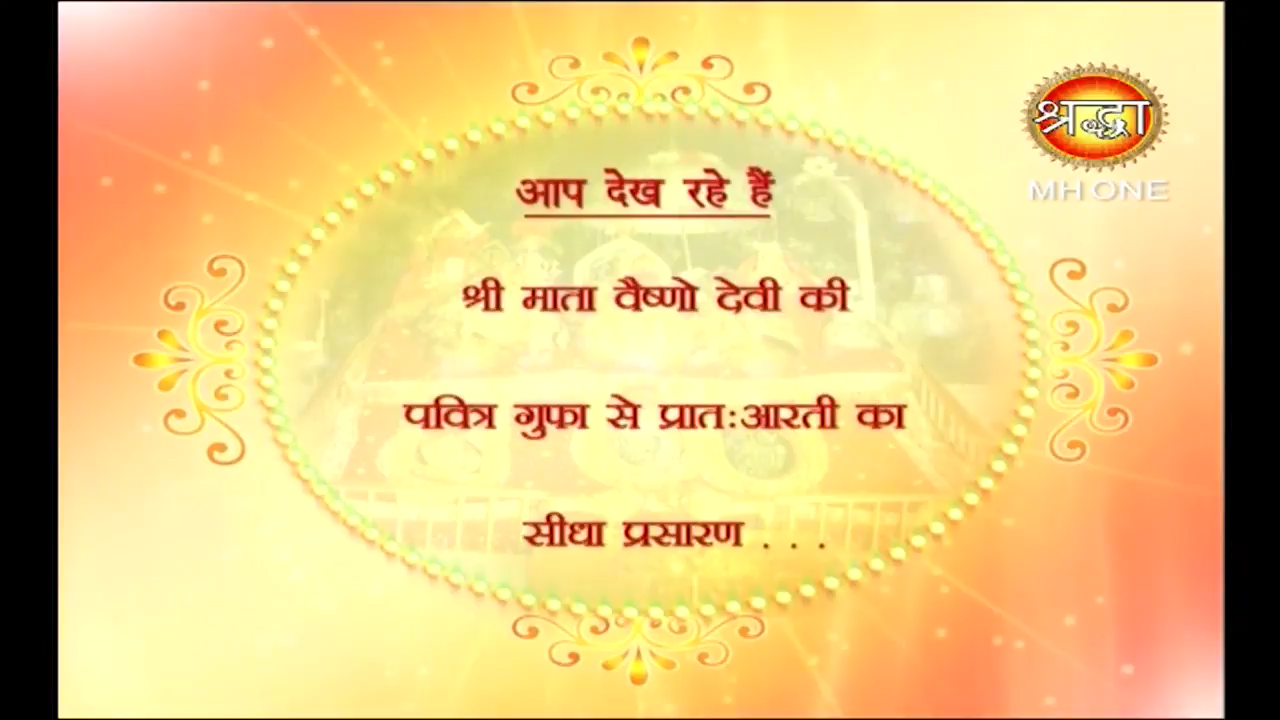 श्रद्धा
MH ONE
आप देख रहे हैं
श्री माता वैष्णो देवी की
पवित्र गुफा से प्रातःआरती का
सीधा प्रसारण . . .